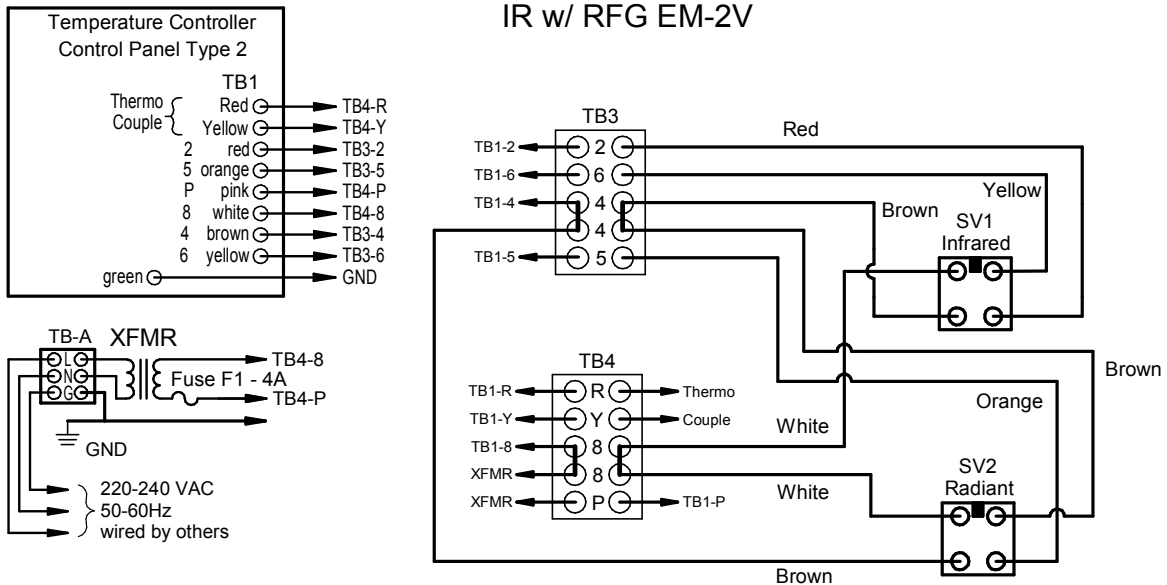 IR w/ RFG EM-2V
Temperature Controller
Control Panel Type 2
TB1
Thermo
Couple
Red TB4-R
Yellow TB4-Y
2 red TB3-2
5 orange TB3-5
P pink TB4-P
8 white TB4-8
4 brown TB3-4
6 yellow TB3-6
green GND
TB-A XFMR
L
N
G
TB4-8
Fuse F1 - 4A
TB4-P
GND
220-240 VAC
50-60Hz
wired by others
TB3
TB1-2 2
TB1-6 6
TB1-4 4
4
TB1-5 5
Red
Yellow
Brown
SV1
Infrared
TB4
TB1-R R Thermo
TB1-Y Y Couple
TB1-8 8
XFMR 8
XFMR P TB1-P
White
White
Brown
Orange
SV2
Radiant
Brown